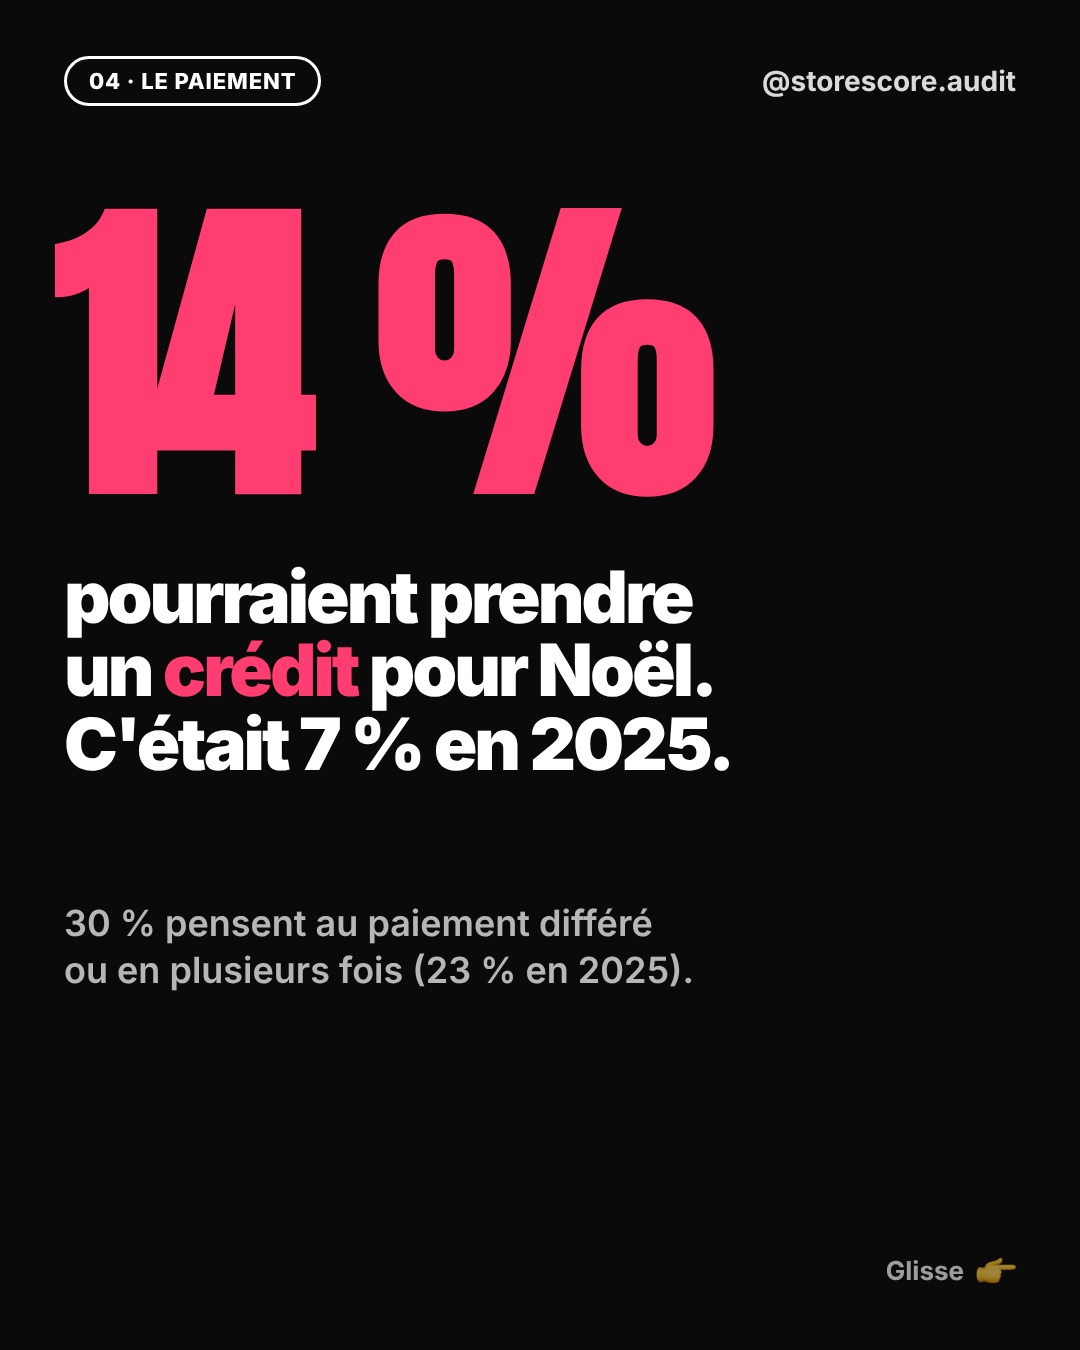 04 · LE PAIEMENT
@storescore.audit
14 %
pourraient prendre
un crédit pour Noël.
C'était 7 % en 2025.
30 % pensent au paiement différé
ou en plusieurs fois (23 % en 2025).
Glisse 👉